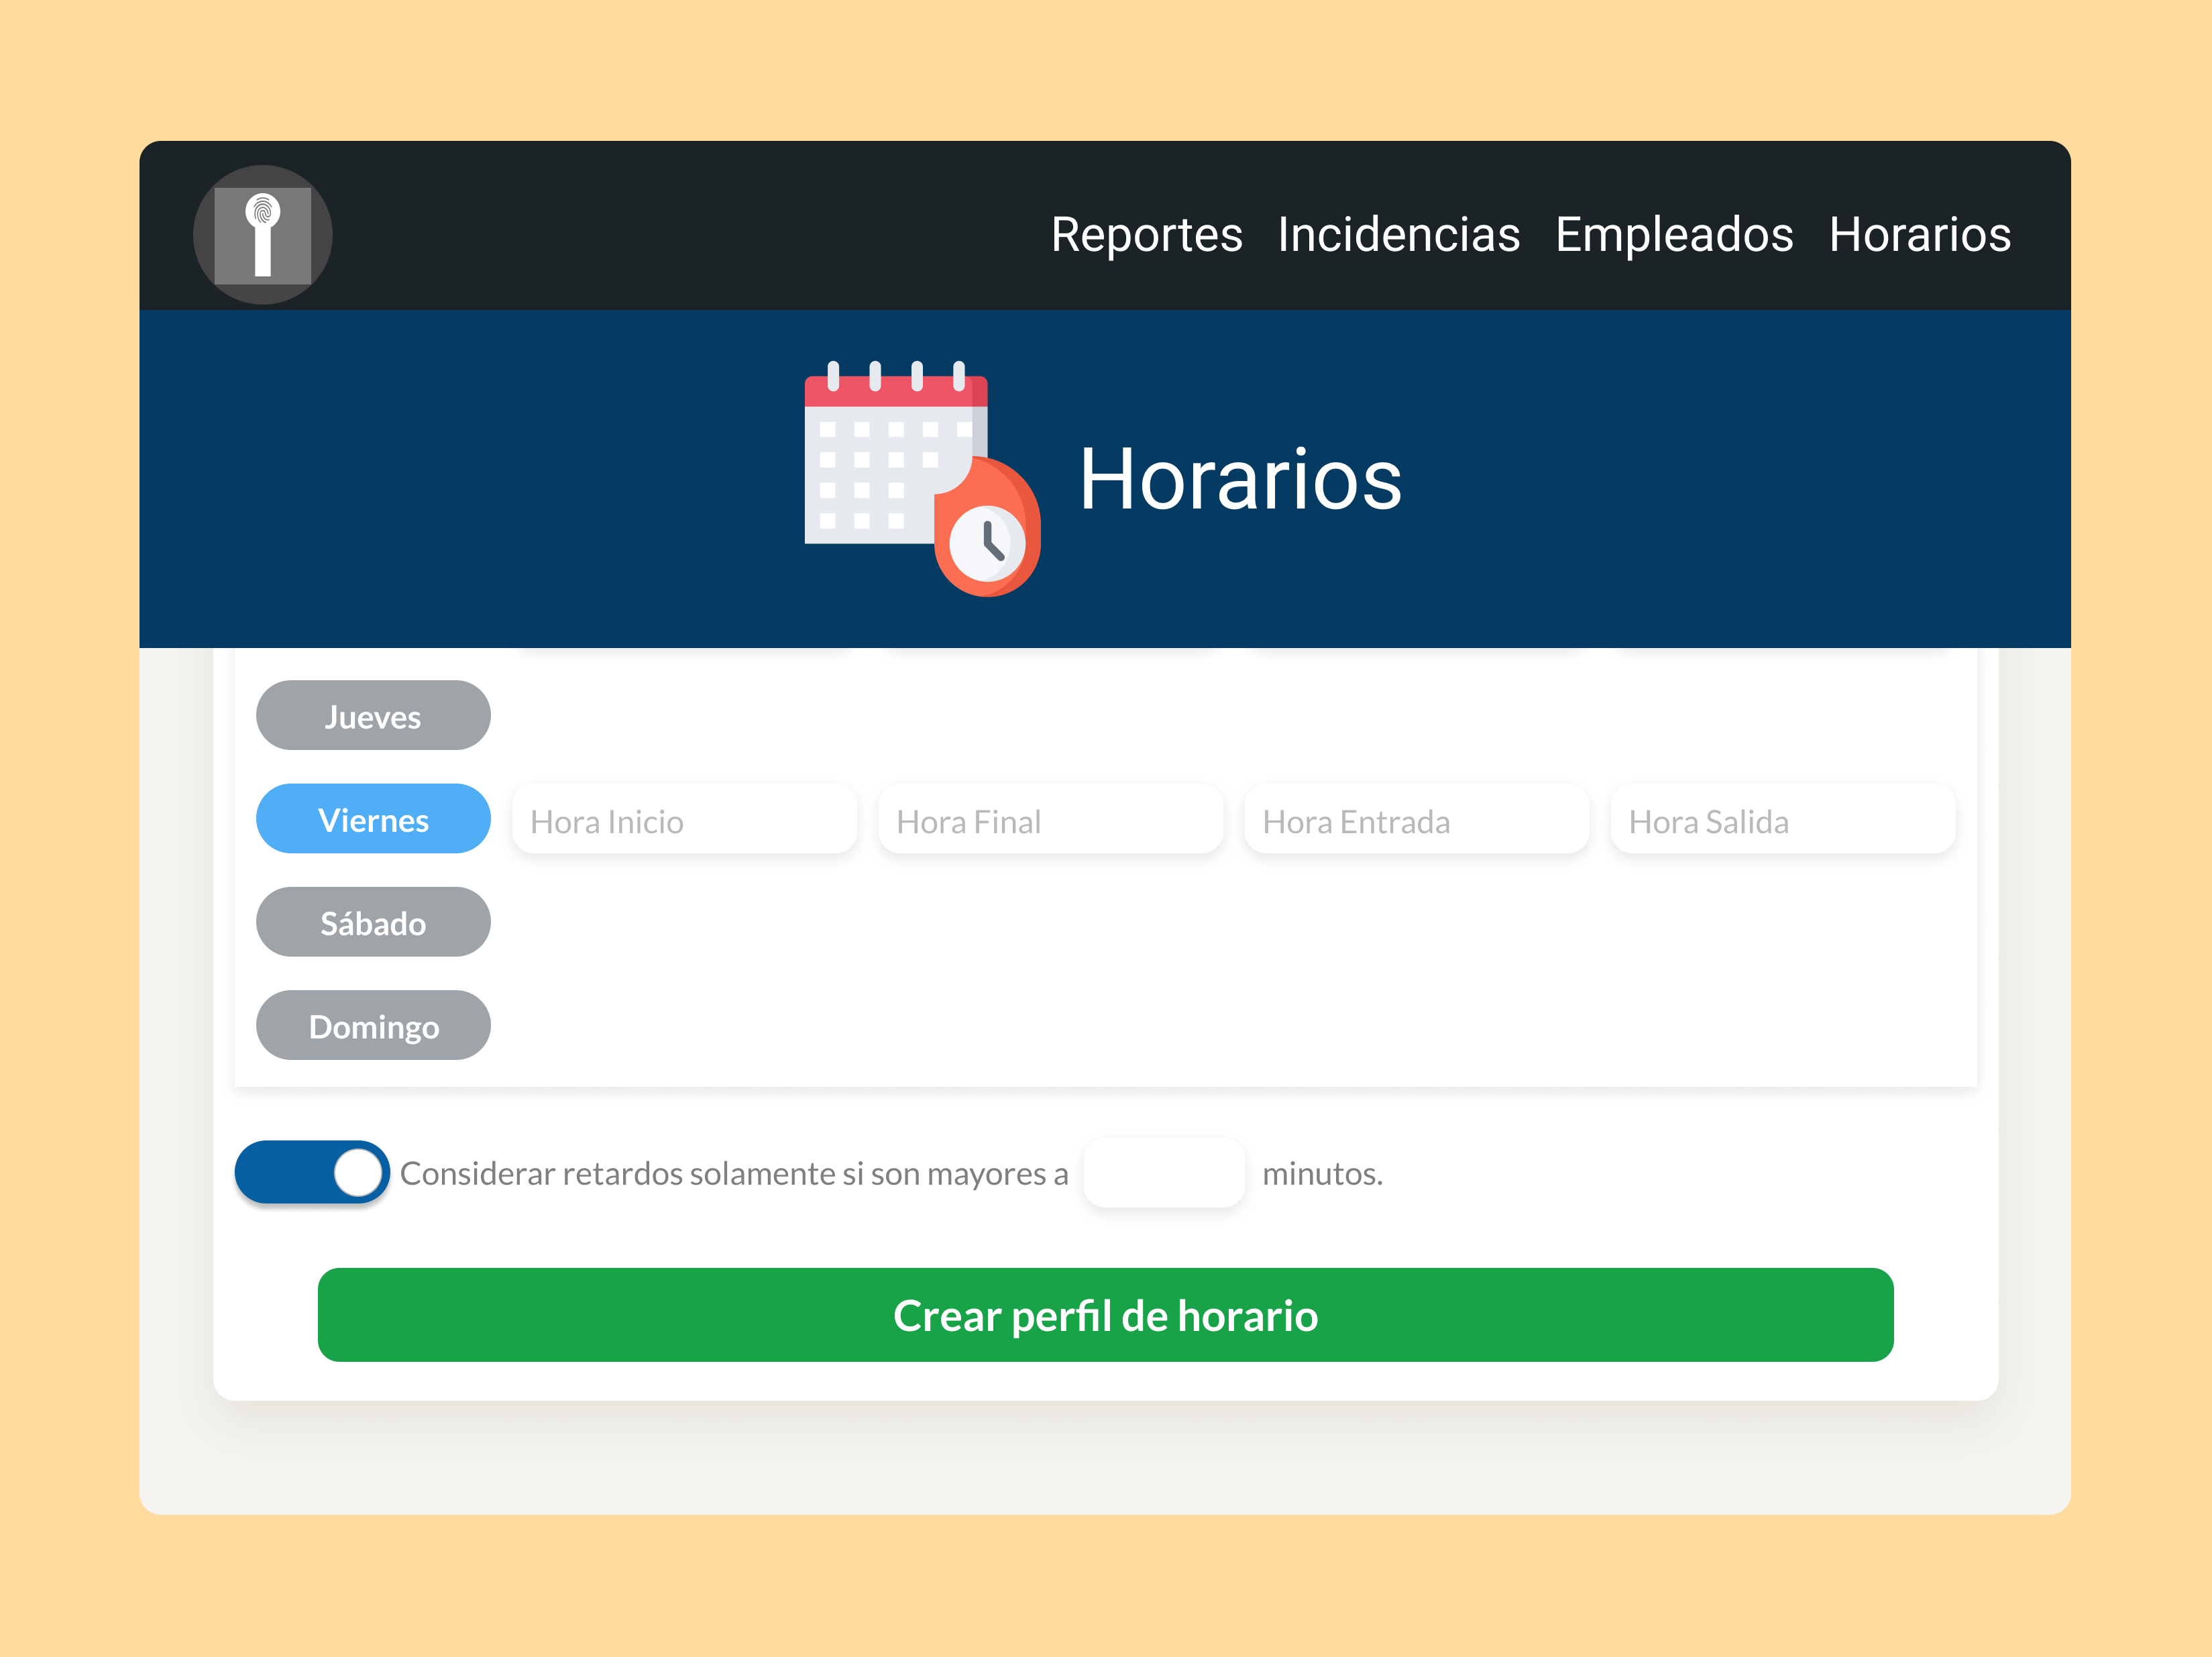 Reportes Incidencias Empleados Horarios
Horarios
Jueves
Viernes Hora Inicio Hora Final Hora Entrada Hora Salida
Sábado
Domingo
Considerar retardos solamente si son mayores a minutos.
Crear perfil de horario